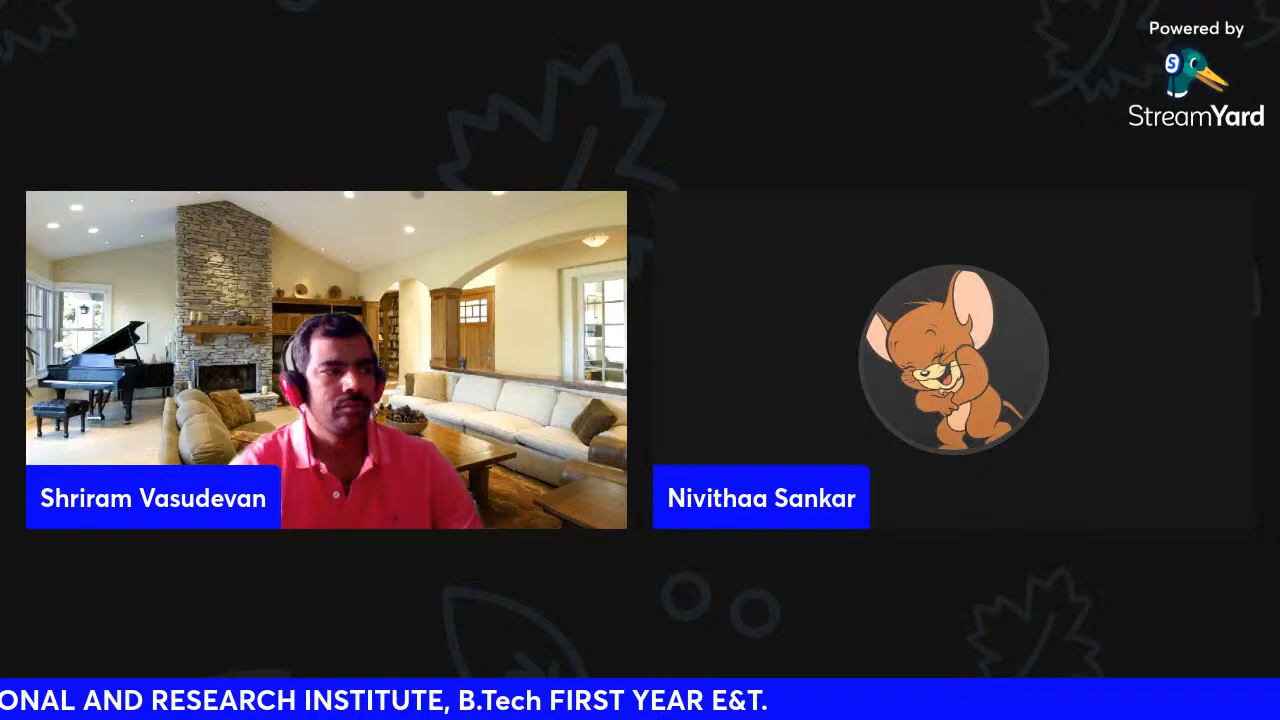 Powered by
S
StreamYard
Shriram Vasudevan
Nivithaa Sankar
ONAL AND RESEARCH INSTITUTE, B.Tech FIRST YEAR E&T.